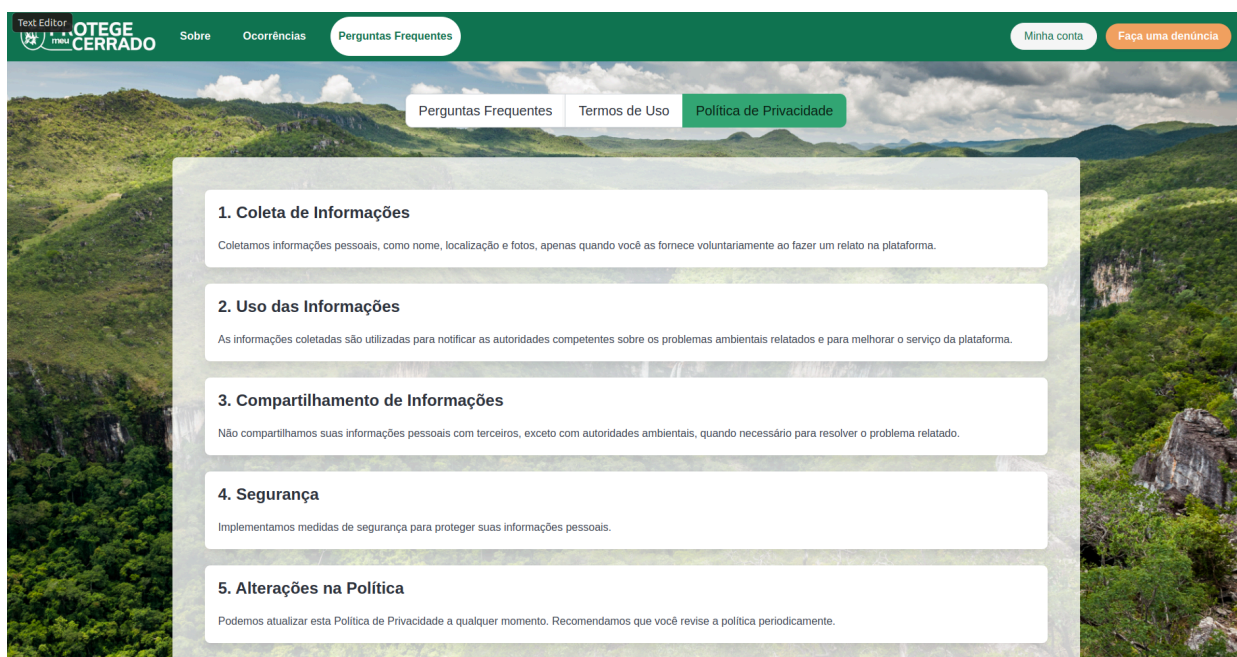 Text Editor
OTEGE
meu CERRADO
Sobre
Ocorrências
Perguntas Frequentes
Minha conta
Faça uma denúncia
Perguntas Frequentes
Termos de Uso
Política de Privacidade
1. Coleta de Informações
Coletamos informações pessoais, como nome, localização e fotos, apenas quando você as fornece voluntariamente ao fazer um relato na plataforma.
2. Uso das Informações
As informações coletadas são utilizadas para notificar as autoridades competentes sobre os problemas ambientais relatados e para melhorar o serviço da plataforma.
3. Compartilhamento de Informações
Não compartilhamos suas informações pessoais com terceiros, exceto com autoridades ambientais, quando necessário para resolver o problema relatado.
4. Segurança
Implementamos medidas de segurança para proteger suas informações pessoais.
5. Alterações na Política
Podemos atualizar esta Política de Privacidade a qualquer momento. Recomendamos que você revise a política periodicamente.